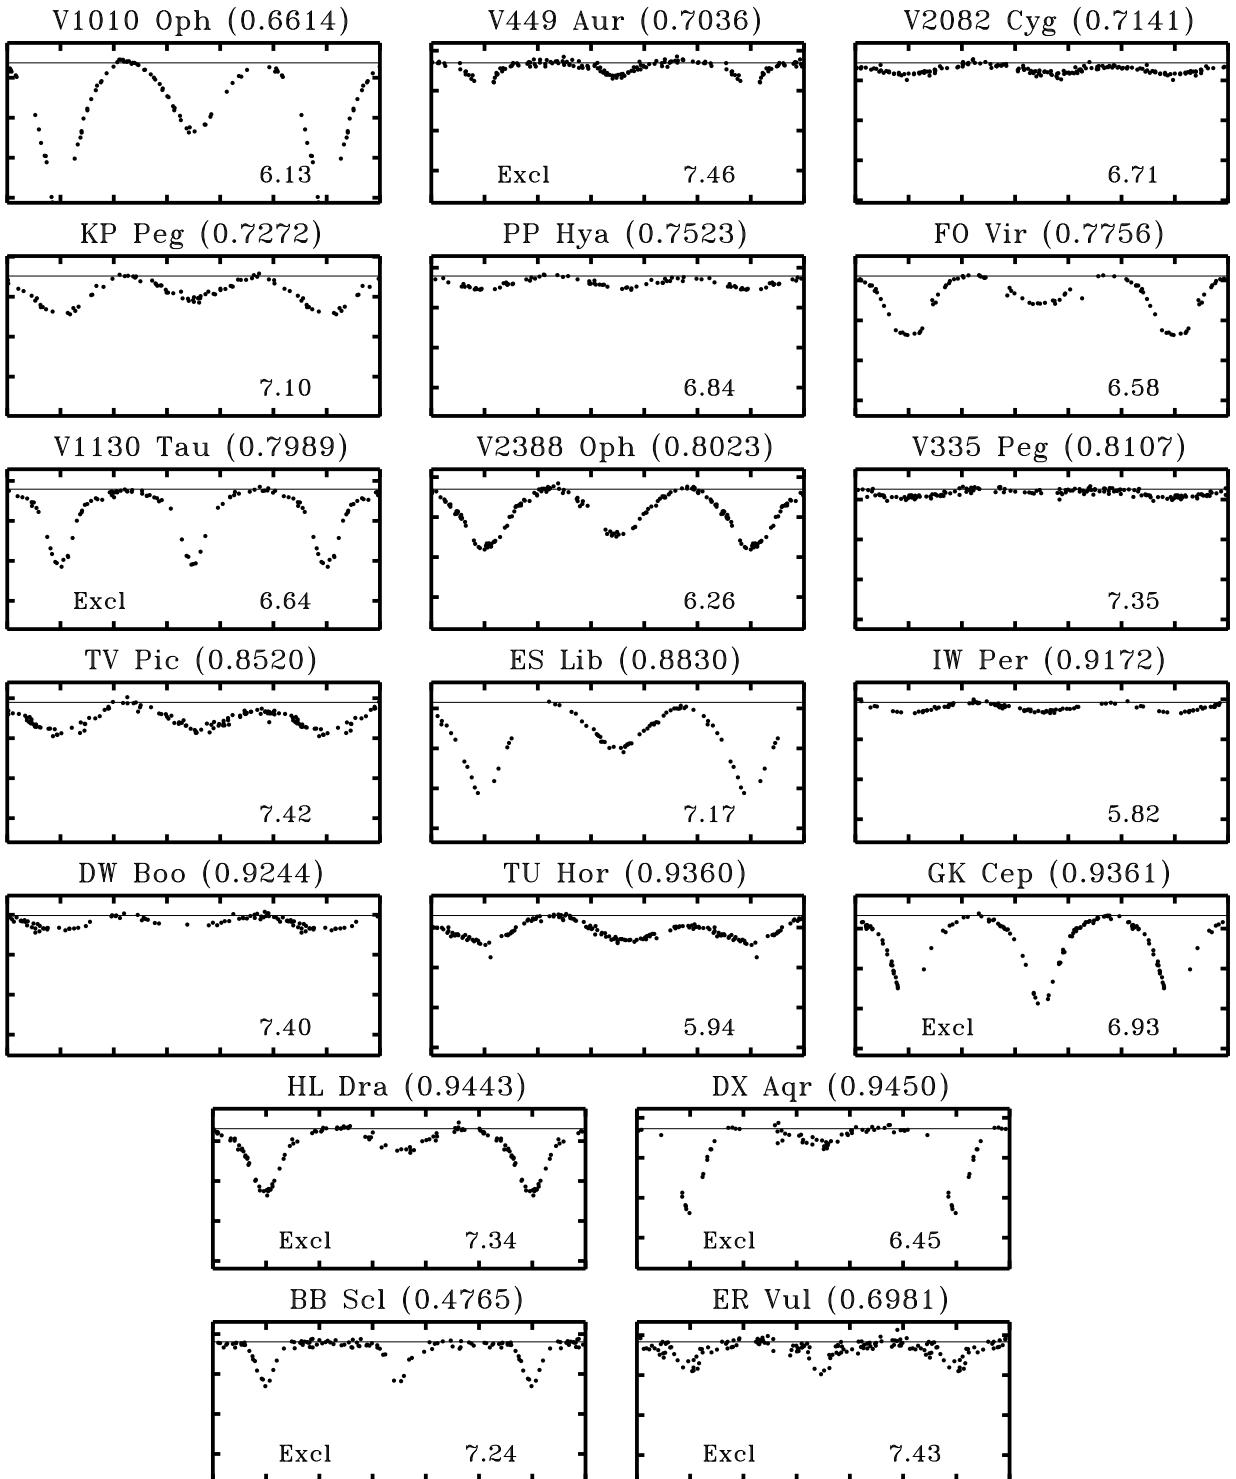 V1010 Oph (0.6614) V449 Aur (0.7036) V2082 Cyg (0.7141)
6.13 Excl 7.46 6.71
KP Peg (0.7272) PP Hya (0.7523) FO Vir (0.7756)
7.10 6.84 6.58
V1130 Tau (0.7989) V2388 Oph (0.8023) V335 Peg (0.8107)
Excl 6.64 6.26 7.35
TV Pic (0.8520) ES Lib (0.8830) IW Per (0.9172)
7.42 7.17 5.82
DW Boo (0.9244) TU Hor (0.9360) GK Cep (0.9361)
7.40 5.94 Excl 6.93
HL Dra (0.9443) DX Aqr (0.9450)
Excl 7.34 Excl 6.45
BB Scl (0.4765) ER Vul (0.6981)
Excl 7.24 Excl 7.43